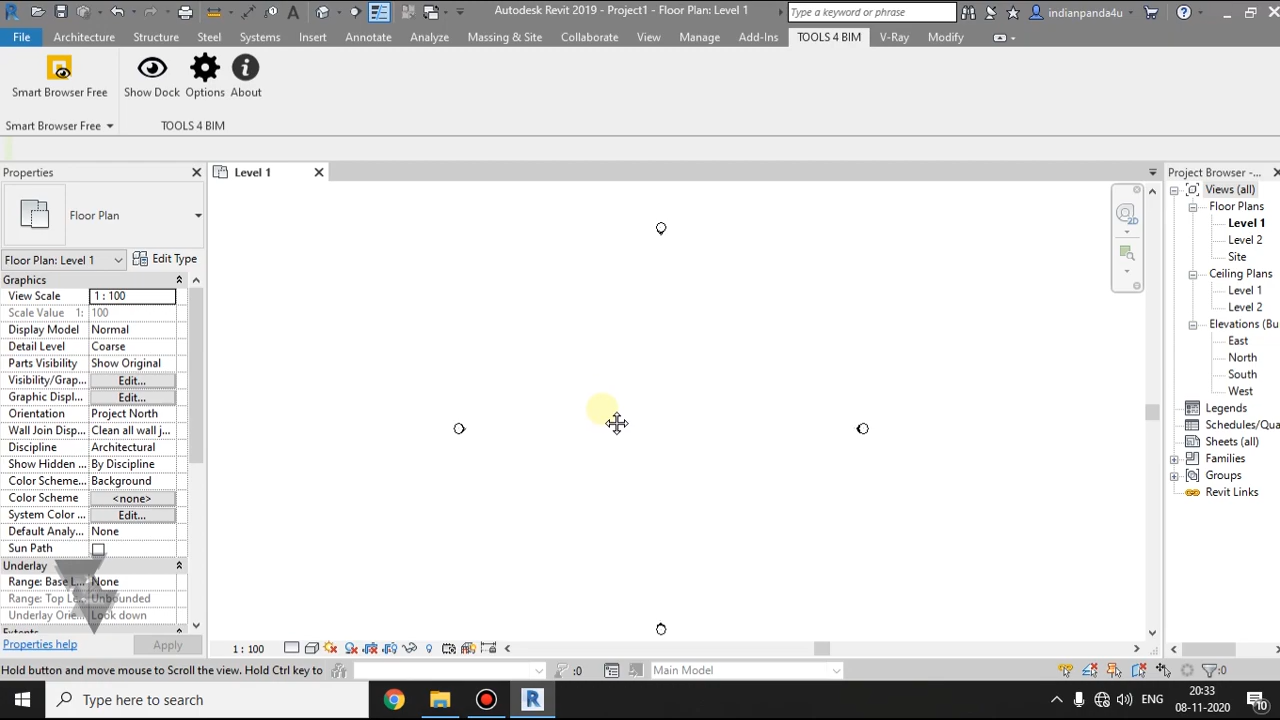 Autodesk Revit 2019 - Project1 - Floor Plan: Level 1
Type a keyword or phrase
indianpanda4u
File Architecture Structure Steel Systems Insert Annotate Analyze Massing & Site Collaborate View Manage Add-Ins TOOLS 4 BIM V-Ray Modify
Smart Browser Free
Show Dock Options About
Smart Browser Free
TOOLS 4 BIM
Properties
Level 1
Project Browser -...
Floor Plan
Floor Plan: Level 1
Edit Type
Graphics
View Scale 1 : 100
Scale Value 1: 100
Display Model Normal
Detail Level Coarse
Parts Visibility Show Original
Visibility/Grap... Edit...
Graphic Displ... Edit...
Orientation Project North
Wall Join Disp... Clean all wall j...
Discipline Architectural
Show Hidden ... By Discipline
Color Scheme... Background
Color Scheme <none>
System Color ... Edit...
Default Analy... None
Sun Path
Underlay
Range: Base L... None
Range: Top Le... Unbounded
Underlay Orie... Look down
Extents
Properties help Apply
2D
Views (all)
Floor Plans
Level 1
Level 2
Site
Ceiling Plans
Level 1
Level 2
Elevations (Bu
East
North
South
West
Legends
Schedules/Qua
Sheets (all)
Families
Groups
Revit Links
1 : 100
Hold button and move mouse to Scroll the view. Hold Ctrl key to
:0
Main Model
:0
Type here to search
R
ENG
20:33
08-11-2020
10